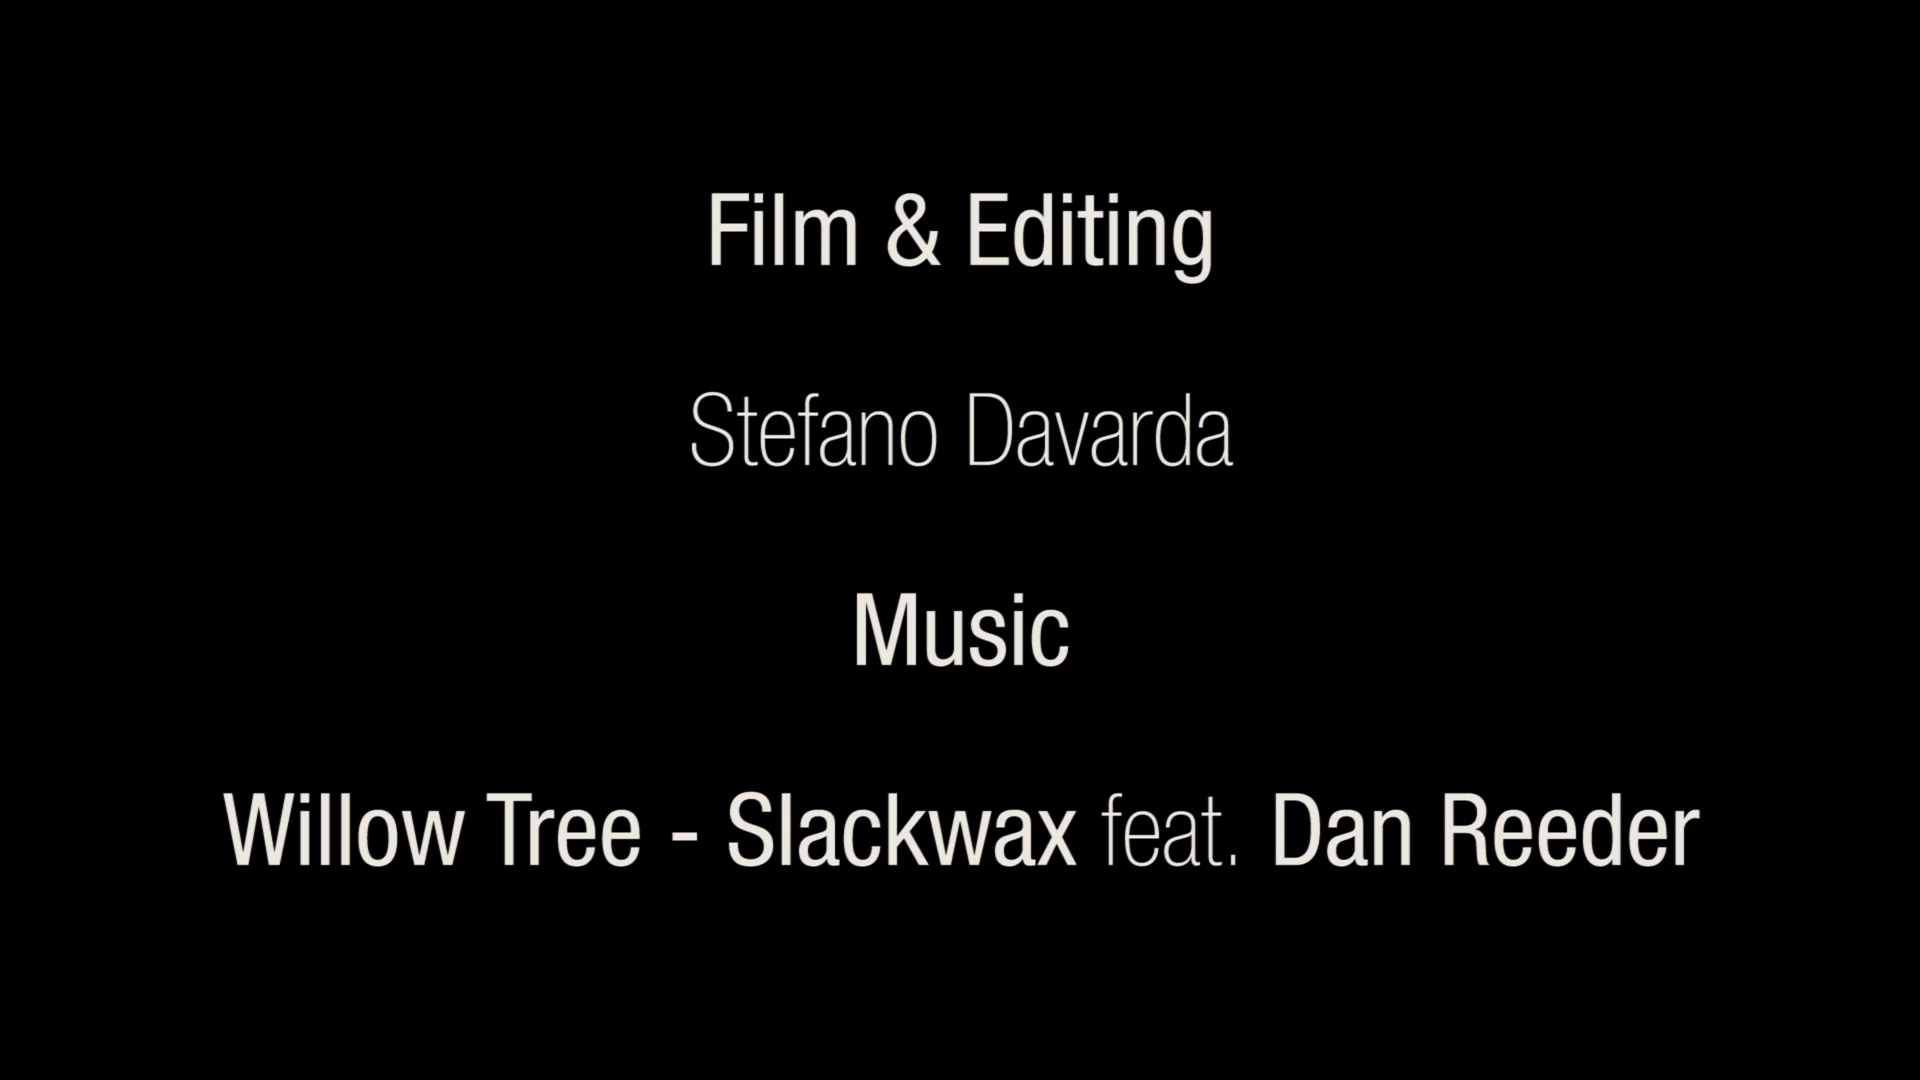 Film & Editing
Stefano Davarda
Music
Willow Tree - Slackwax feat. Dan Reeder